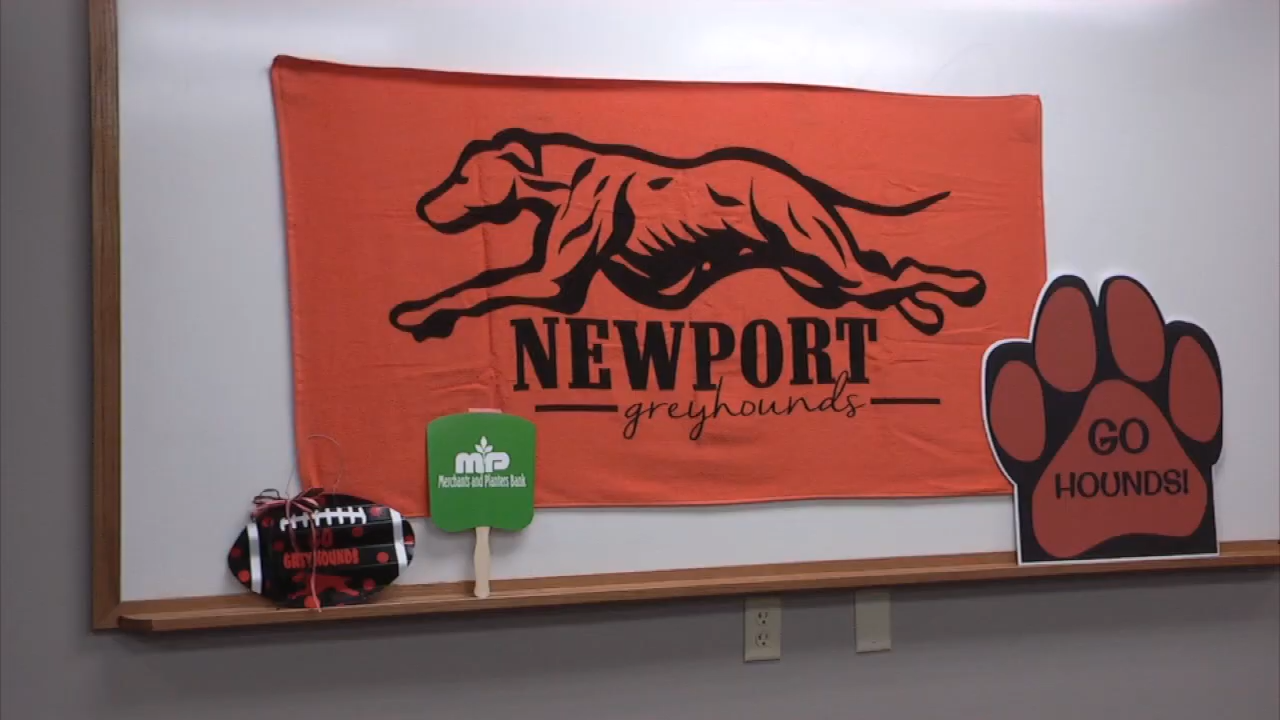 NEWPORT
greyhounds
MP
Merchants and Planters Bank
GO
GREYHOUNDS
GO
HOUNDS!